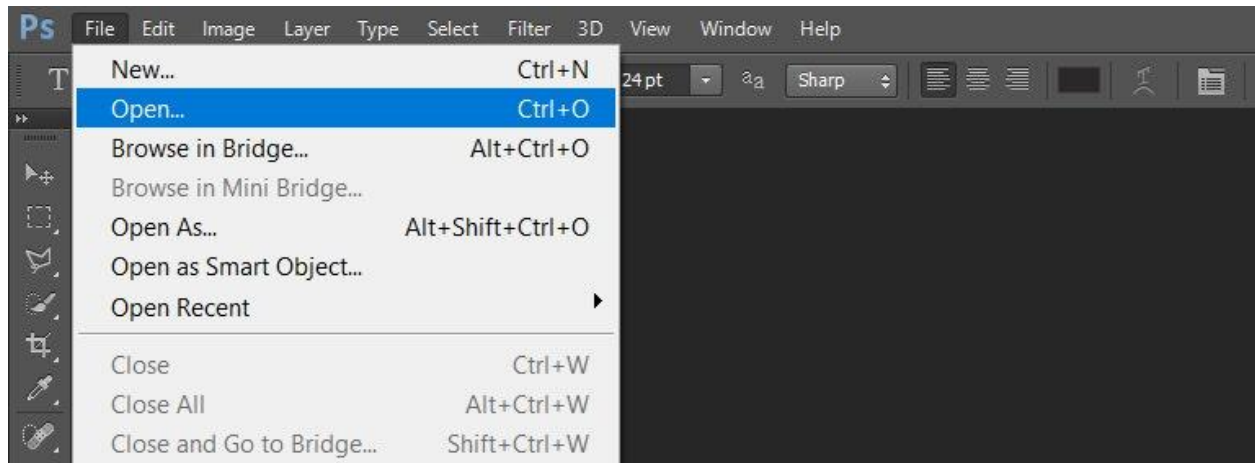 Ps File Edit Image Layer Type Select Filter 3D View Window Help
T 24 pt aa Sharp
New... Ctrl+N
Open... Ctrl+O
Browse in Bridge... Alt+Ctrl+O
Browse in Mini Bridge...
Open As... Alt+Shift+Ctrl+O
Open as Smart Object...
Open Recent
Close Ctrl+W
Close All Alt+Ctrl+W
Close and Go to Bridge... Shift+Ctrl+W